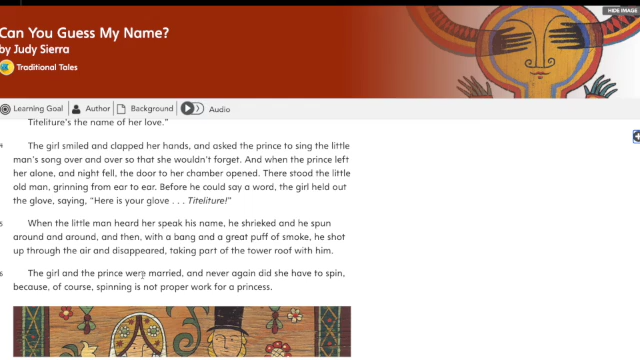 HIDE IMAGE
Can You Guess My Name?
by Judy Sierra
Traditional Tales
Learning Goal Author Background Audio
Titeliture's the name of her love."
4 The girl smiled and clapped her hands, and asked the prince to sing the little
man's song over and over so that she wouldn't forget. And when the prince left
her alone, and night fell, the door to her chamber opened. There stood the little
old man, grinning from ear to ear. Before he could say a word, the girl held out
the glove, saying, "Here is your glove . . . Titeliture!"
5 When the little man heard her speak his name, he shrieked and he spun
around and around, and then, with a bang and a great puff of smoke, he shot
up through the air and disappeared, taking part of the tower roof with him.
6 The girl and the prince were married, and never again did she have to spin,
because, of course, spinning is not proper work for a princess.